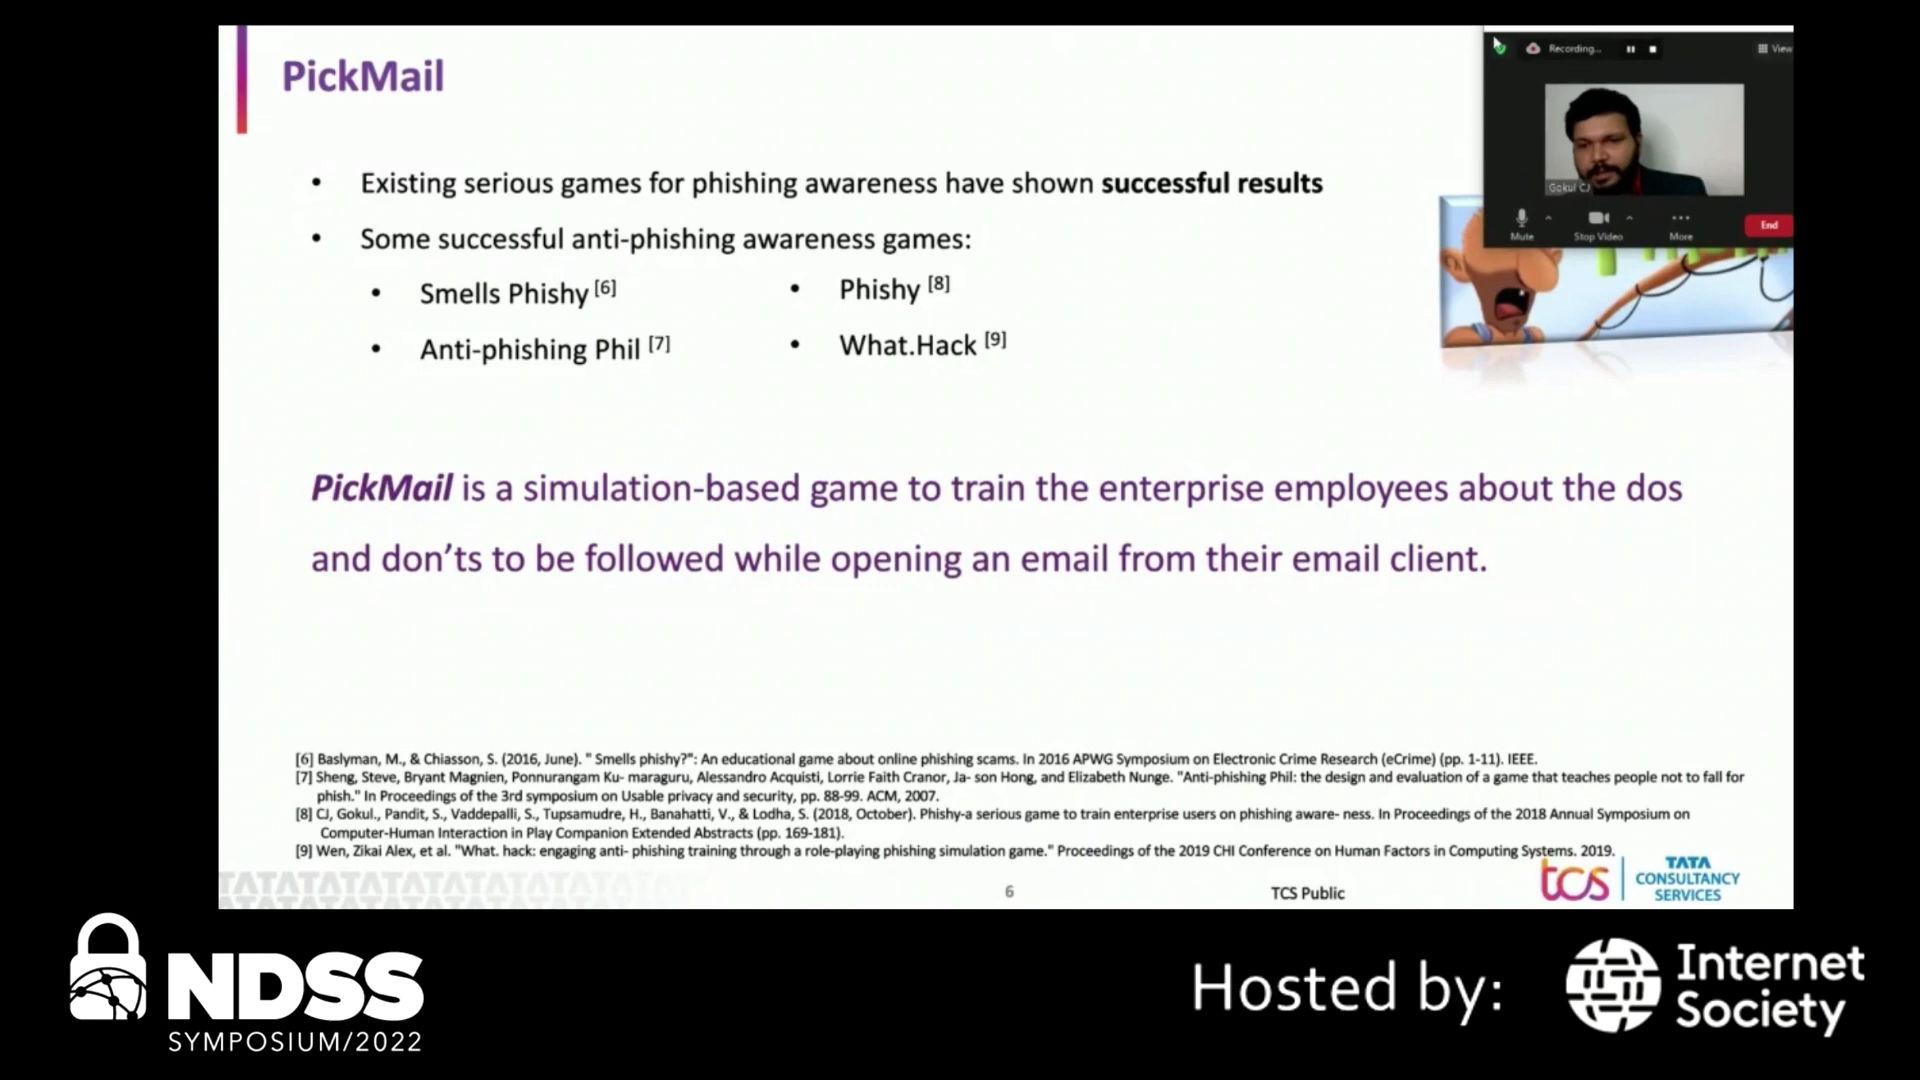 PickMail
Recording...
View
Gokul CJ
Mute
Stop Video
More
End
• Existing serious games for phishing awareness have shown successful results
• Some successful anti-phishing awareness games:
• Smells Phishy [6]
• Phishy [8]
• Anti-phishing Phil [7]
• What.Hack [9]
PickMail is a simulation-based game to train the enterprise employees about the dos
and don'ts to be followed while opening an email from their email client.
[6] Baslyman, M., & Chiasson, S. (2016, June). " Smells phishy?": An educational game about online phishing scams. In 2016 APWG Symposium on Electronic Crime Research (eCrime) (pp. 1-11). IEEE.
[7] Sheng, Steve, Bryant Magnien, Ponnurangam Ku- maraguru, Alessandro Acquisti, Lorrie Faith Cranor, Ja- son Hong, and Elizabeth Nunge. "Anti-phishing Phil: the design and evaluation of a game that teaches people not to fall for
phish." In Proceedings of the 3rd symposium on Usable privacy and security, pp. 88-99. ACM, 2007.
[8] CJ, Gokul., Pandit, S., Vaddepalli, S., Tupsamudre, H., Banahatti, V., & Lodha, S. (2018, October). Phishy-a serious game to train enterprise users on phishing aware- ness. In Proceedings of the 2018 Annual Symposium on
Computer-Human Interaction in Play Companion Extended Abstracts (pp. 169-181).
[9] Wen, Zikai Alex, et al. "What. hack: engaging anti- phishing training through a role-playing phishing simulation game." Proceedings of the 2019 CHI Conference on Human Factors in Computing Systems. 2019.
TATATATATATATATATATATA
6
TCS Public
tcs
TATA
CONSULTANCY
SERVICES
NDSS
SYMPOSIUM/2022
Hosted by:
Internet
Society